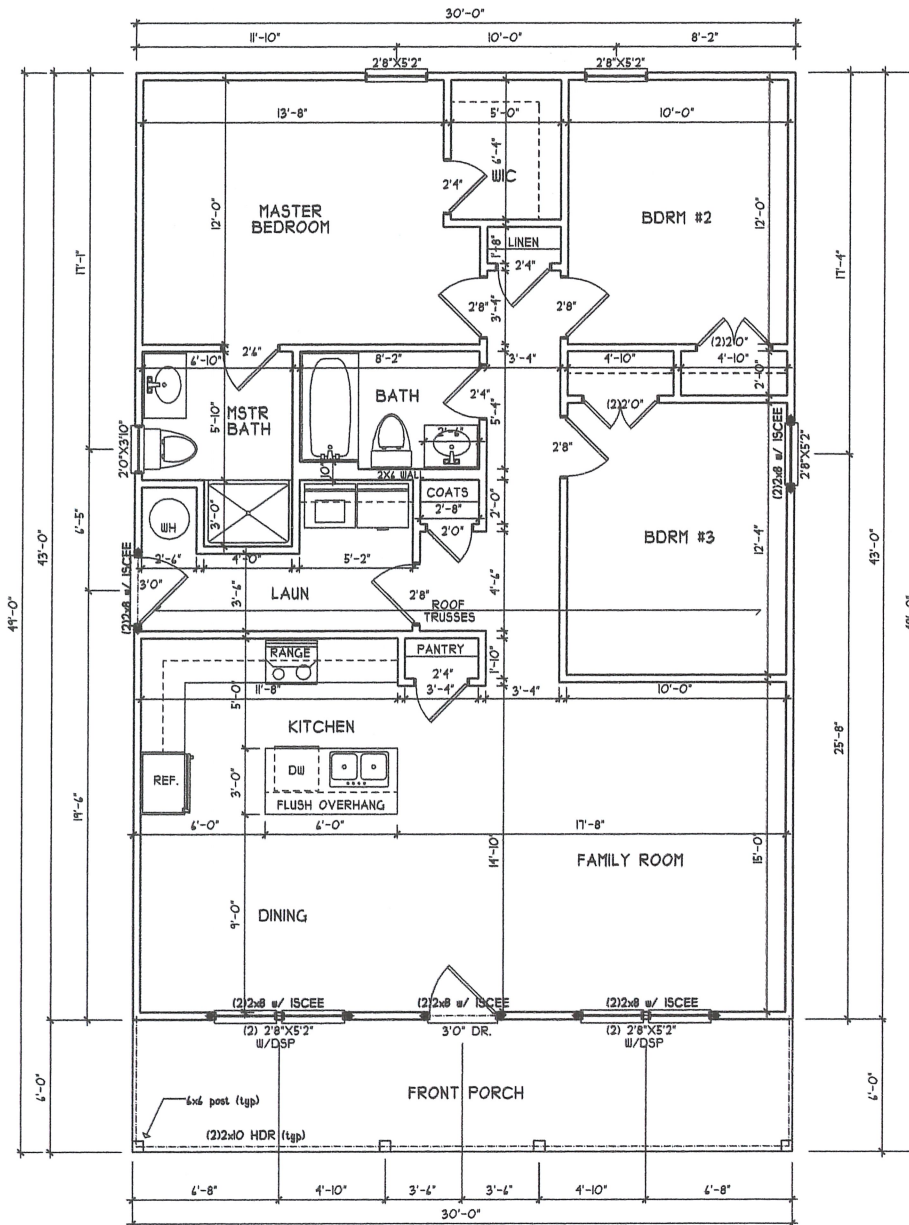 30'-0"
11'-10" 10'-0" 8'-2"
2'8"X5'2" 2'8"X5'2"
13'-8" 5'-0" 10'-0"
6'-4"
WIC
2'4"
MASTER
BEDROOM
12'-0"
BDRM #2
12'-0"
LINEN
1'-8"
2'4"
17'-1"
17'-4"
2'8" 3'-4" 2'8"
2'6"
(2)2'0"
6'-10" 8'-2" 3'-4" 4'-10" 4'-10"
2'-0"
BATH
2'4"
(2)2'0"
MSTR
BATH
5'-10"
5'-4"
2'-6"
2'0"X3'10"
2'8"
(2)2x8 w/ 1SCEE
2'8"X5'2"
10"
2X6 WALL
COATS
2'-0"
2'-8"
2'0"
WH
3'-0"
6'-5"
43'-0"
49'-0"
BDRM #3
12'-4"
43'-0"
2'-6" 4'-0" 5'-2"
3'0"
(2)2x8 w/ 1SCEE
3'-6"
LAUN
2'8"
4'-6"
ROOF
TRUSSES
RANGE
PANTRY
1'-10"
2'4"
11'-8" 3'-4" 3'-4" 10'-0"
5'-0"
KITCHEN
25'-8"
REF.
DW
3'-0"
FLUSH OVERHANG
19'-6"
6'-0" 6'-0" 17'-8"
14'-10"
FAMILY ROOM
15'-0"
DINING
9'-0"
(2)2x8 w/ 1SCEE (2)2x8 w/ 1SCEE (2)2x8 w/ 1SCEE
(2) 2'8"X5'2" 3'0" DR. (2) 2'8"X5'2"
W/DSP W/DSP
FRONT PORCH
6'-0" 6'-0"
6x6 post (typ)
(2)2x10 HDR (typ)
6'-8" 4'-10" 3'-6" 3'-6" 4'-10" 6'-8"
30'-0"